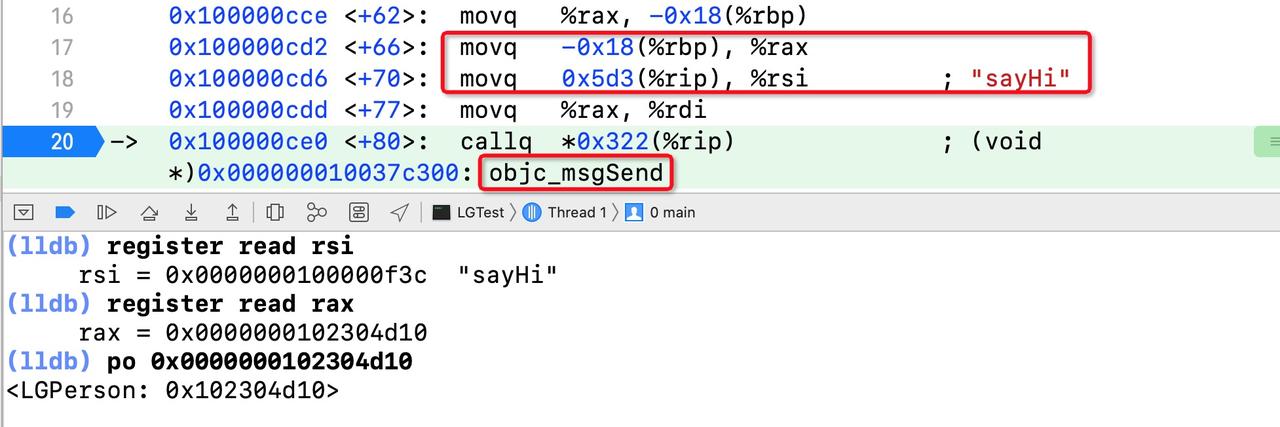 16 0x100000cce <+62>: movq %rax, -0x18(%rbp)
17 0x100000cd2 <+66>: movq -0x18(%rbp), %rax
18 0x100000cd6 <+70>: movq 0x5d3(%rip), %rsi ; "sayHi"
19 0x100000cdd <+77>: movq %rax, %rdi
20 -> 0x100000ce0 <+80>: callq *0x322(%rip) ; (void
*)0x000000010037c300: objc_msgSend
LGTest 〉 Thread 1 〉 0 main
(lldb) register read rsi
rsi = 0x0000000100000f3c "sayHi"
(lldb) register read rax
rax = 0x0000000102304d10
(lldb) po 0x0000000102304d10
<LGPerson: 0x102304d10>